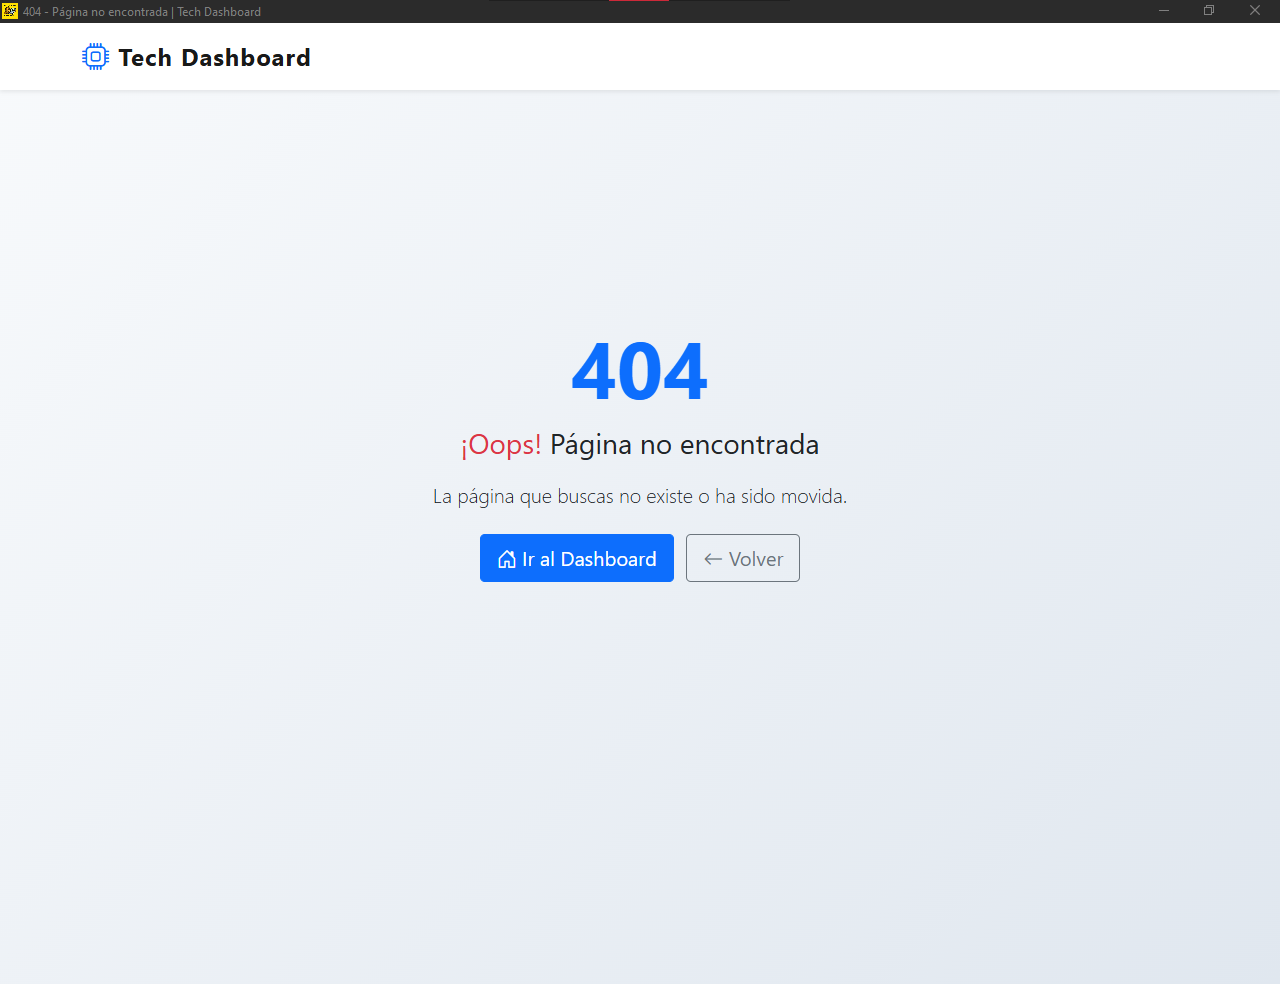 404 - Página no encontrada | Tech Dashboard
Tech Dashboard
404
¡Oops! Página no encontrada
La página que buscas no existe o ha sido movida.
Ir al Dashboard
Volver